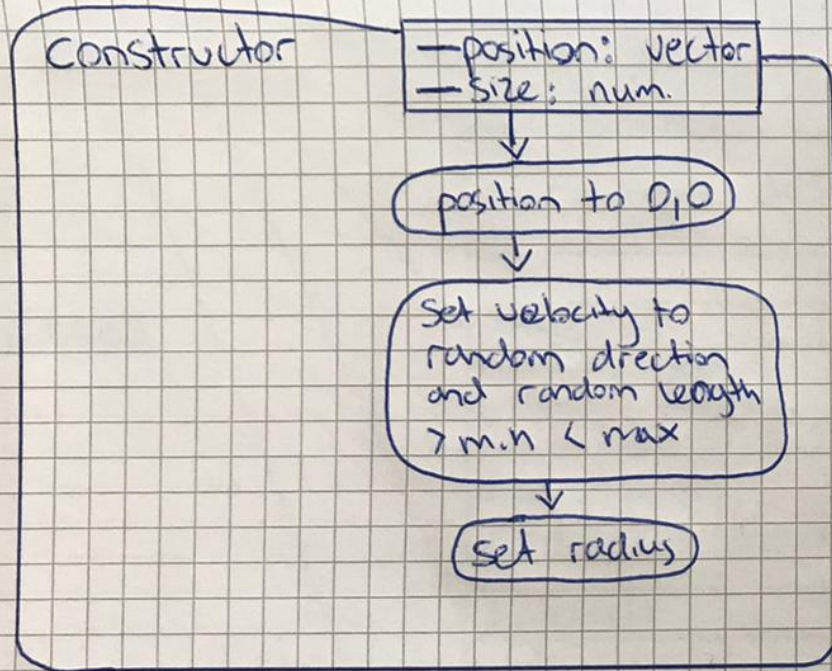 Constructor
— position: vector
— size: num.
position to 0,0
Set velocity to
random direction
and random length
> min < max
set radius